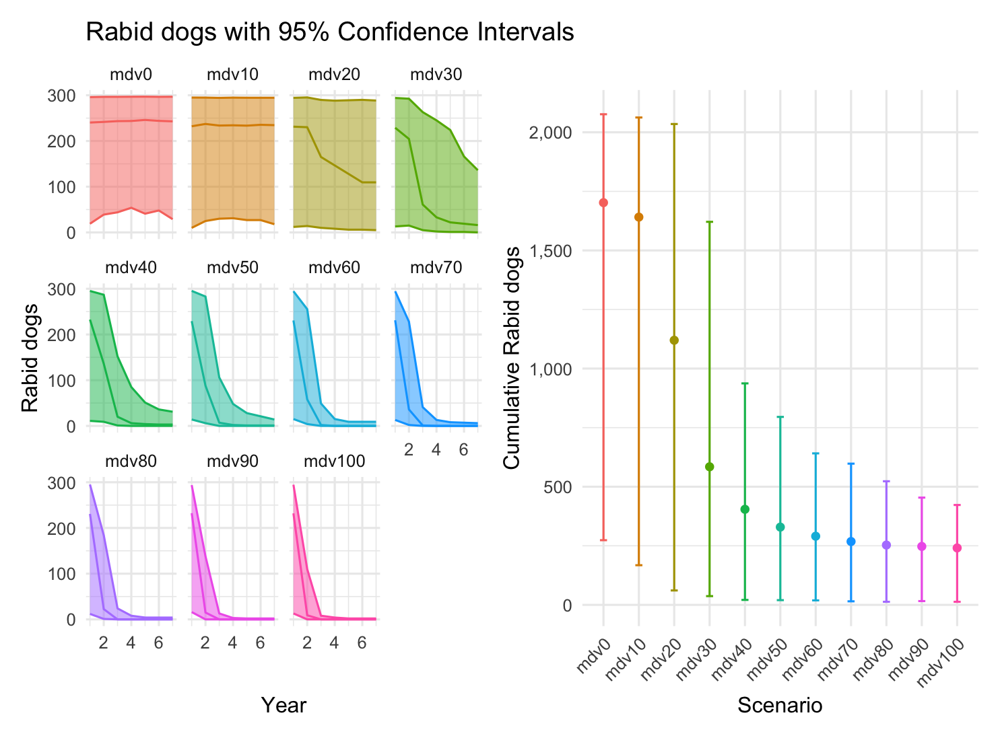 Rabid dogs with 95% Confidence Intervals
mdv0 mdv10 mdv20 mdv30
300
200
100
0
mdv40 mdv50 mdv60 mdv70
300
200
100
0
2 4 6
mdv80 mdv90 mdv100
300
200
100
0
2 4 6 2 4 6 2 4 6
Rabid dogs
Year
Cumulative Rabid dogs
2,000
1,500
1,000
500
0
mdv0 mdv10 mdv20 mdv30 mdv40 mdv50 mdv60 mdv70 mdv80 mdv90 mdv100
Scenario